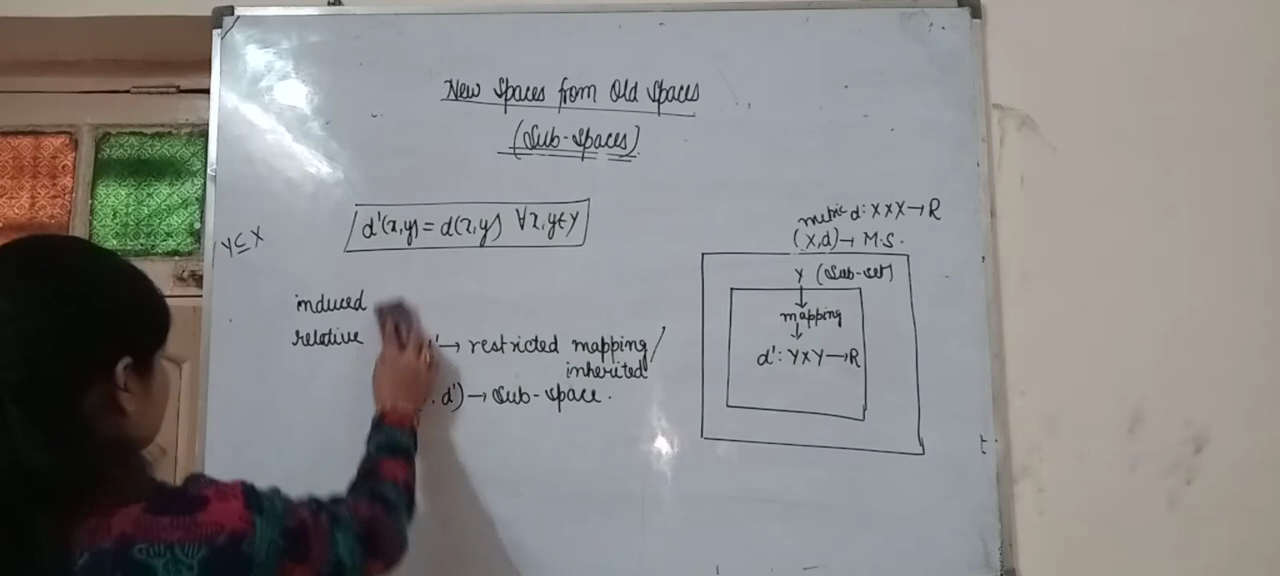 New Spaces from Old Spaces
(Sub-spaces)
d'(x,y) = d(x,y) ∀x,y∈Y
Y⊆X
induced
relative
' → restricted mapping/
inherited
, d') → Sub-space.
metric d: X×X→R
(X,d) → M.S.
Y (Sub-set)
↓
mapping
↓
d': Y×Y→R
t